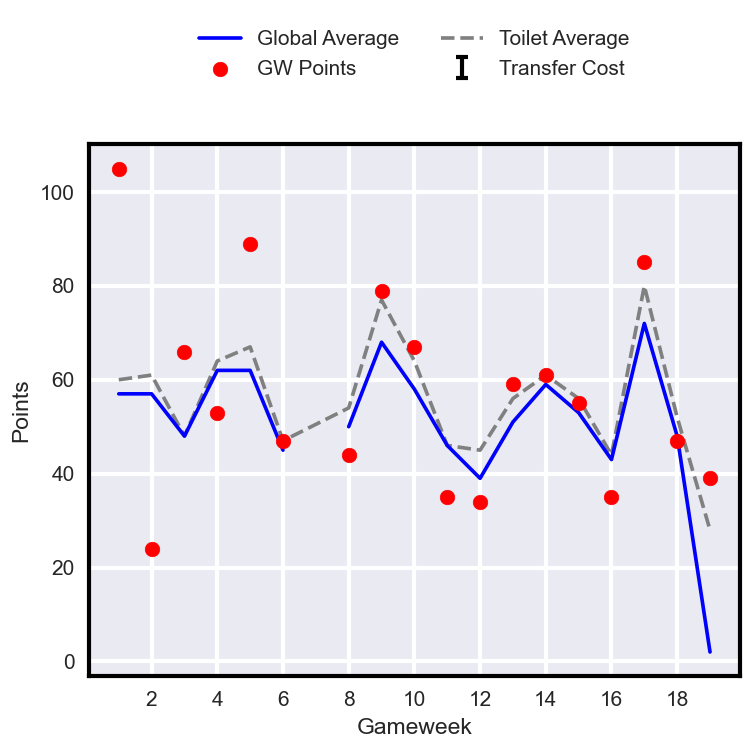 Global Average
Toilet Average
GW Points
Transfer Cost
100
80
60
40
20
0
Points
2 4 6 8 10 12 14 16 18
Gameweek